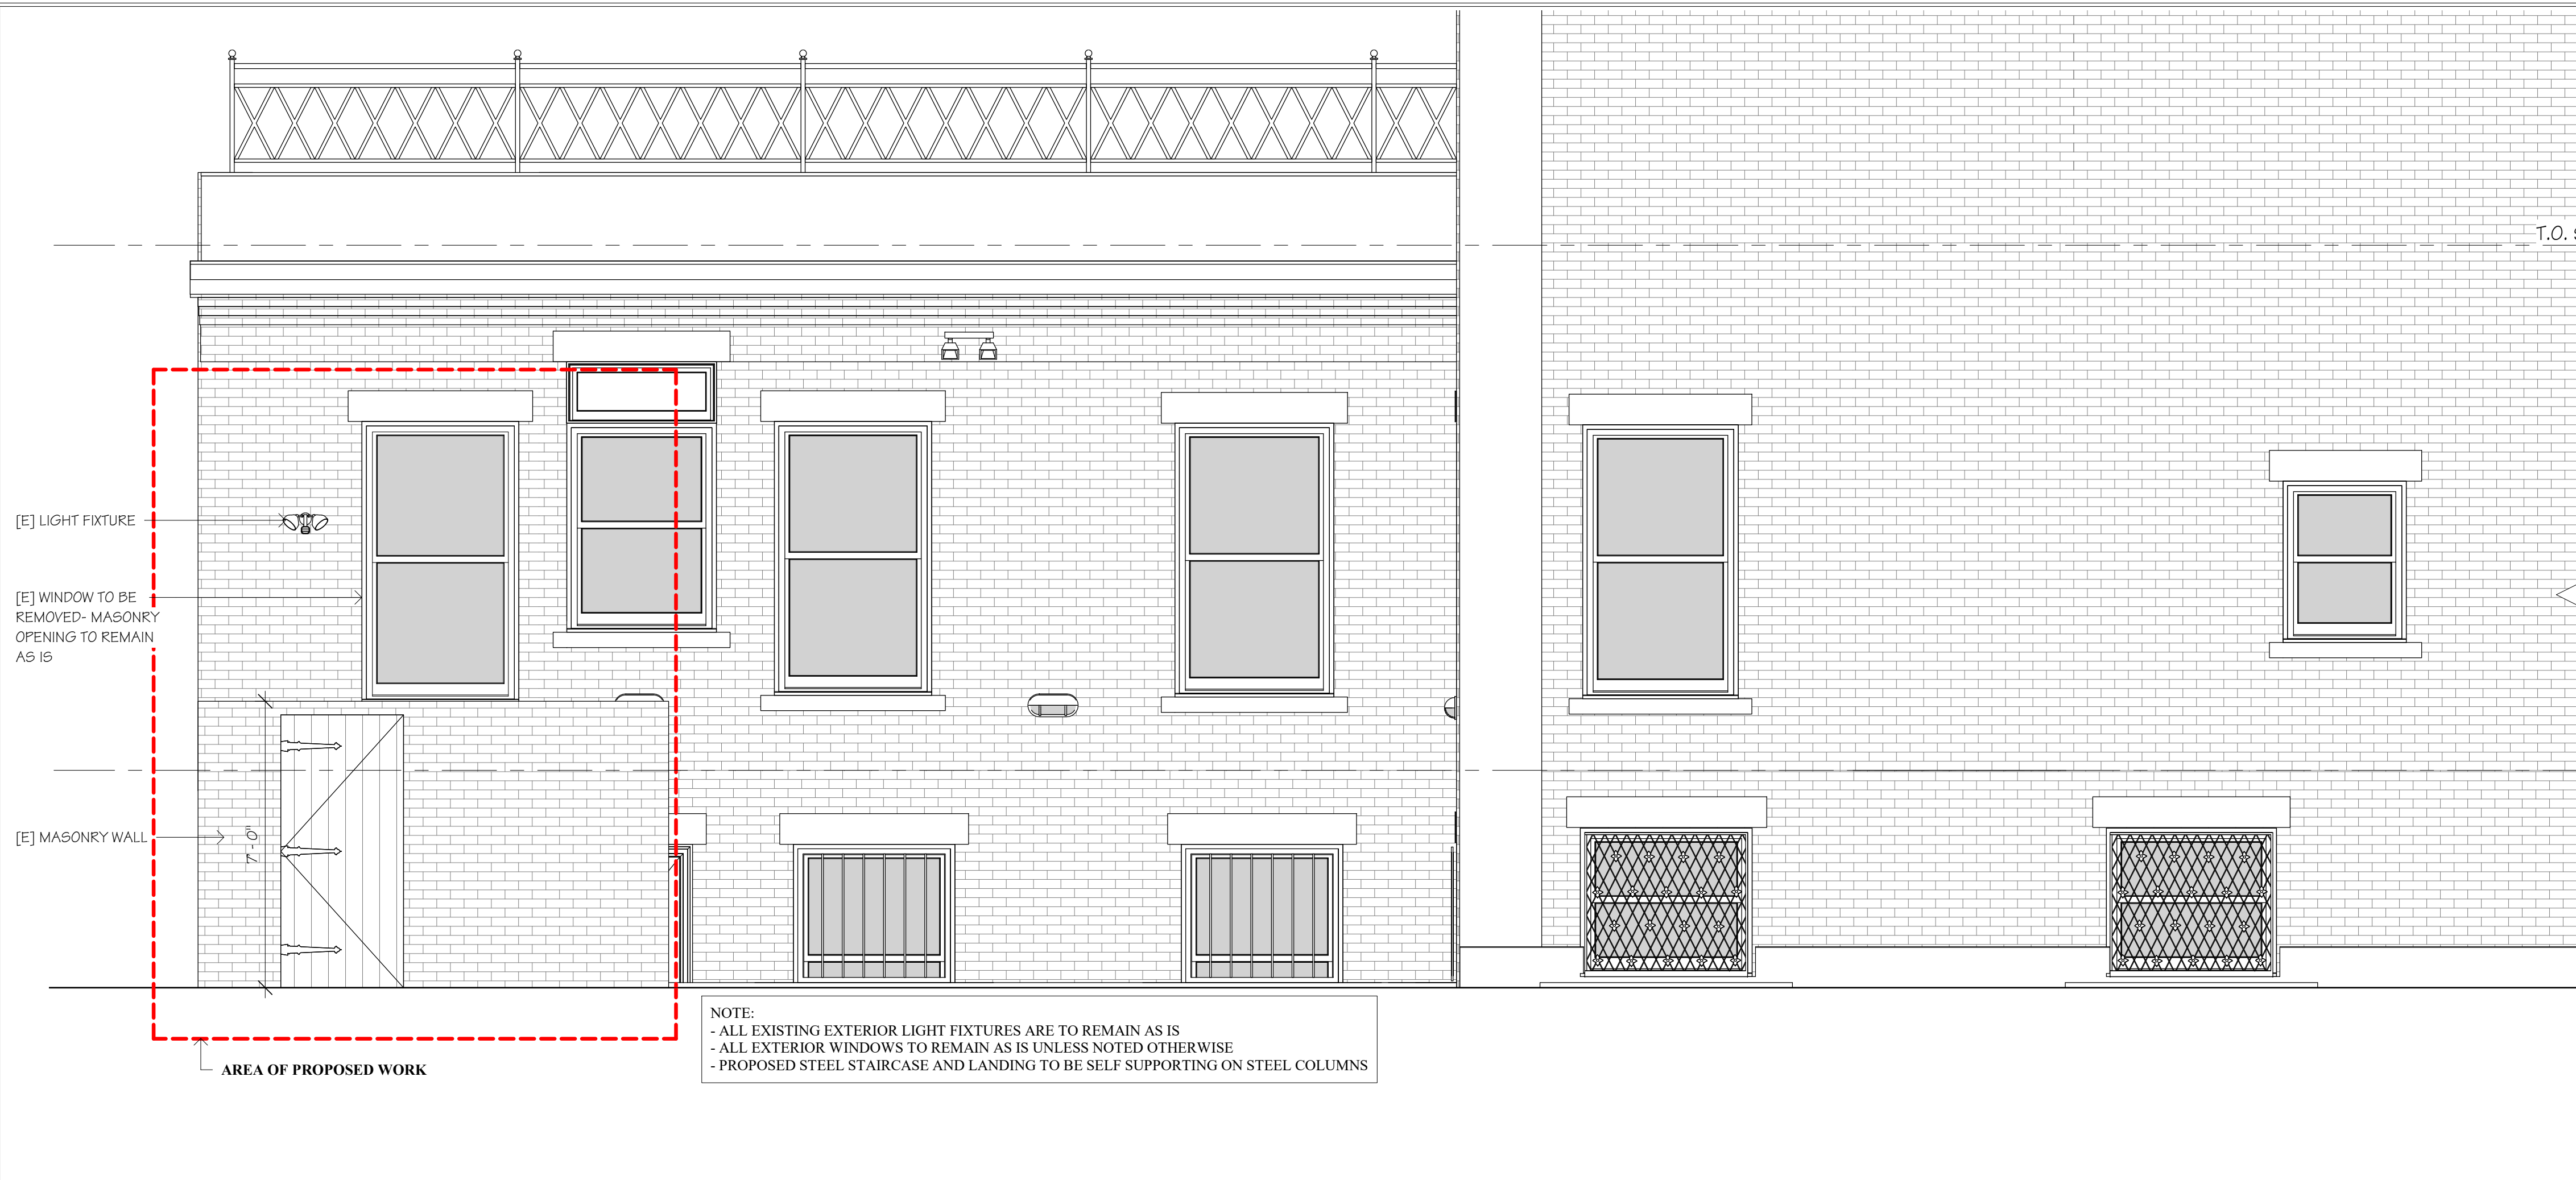 T.O.
[E] LIGHT FIXTURE
[E] WINDOW TO BE
REMOVED- MASONRY
OPENING TO REMAIN
AS IS
[E] MASONRY WALL
7'-0"
NOTE:
- ALL EXISTING EXTERIOR LIGHT FIXTURES ARE TO REMAIN AS IS
- ALL EXTERIOR WINDOWS TO REMAIN AS IS UNLESS NOTED OTHERWISE
- PROPOSED STEEL STAIRCASE AND LANDING TO BE SELF SUPPORTING ON STEEL COLUMNS
AREA OF PROPOSED WORK